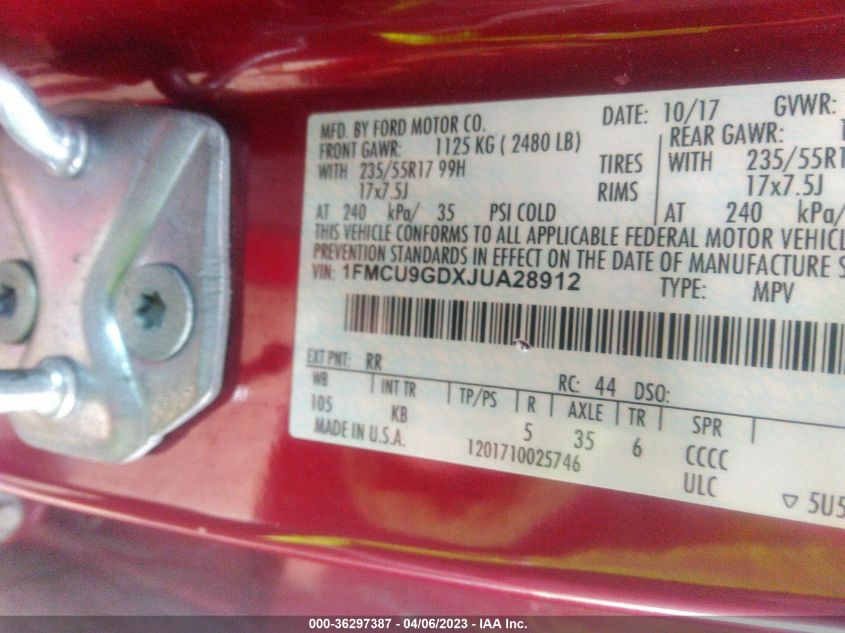 MFD. BY FORD MOTOR CO.
DATE: 10/17 GVWR:
FRONT GAWR: 1125 KG ( 2480 LB)
REAR GAWR:
WITH 235/55R17 99H TIRES WITH 235/55R1
17x7.5J RIMS 17x7.5J
AT 240 kPa/ 35 PSI COLD AT 240 kPa/
THIS VEHICLE CONFORMS TO ALL APPLICABLE FEDERAL MOTOR VEHICL
PREVENTION STANDARDS IN EFFECT ON THE DATE OF MANUFACTURE S
VIN: 1FMCU9GDXJUA28912 TYPE: MPV
EXT PNT: RR RC: 44 DSO:
WB INT TR TP/PS R AXLE TR SPR
105 KB 5 35 6 CCCC
MADE IN U.S.A. 1201710025746 ULC
▽ 5U5
000-36297387 - 04/06/2023 - IAA Inc.